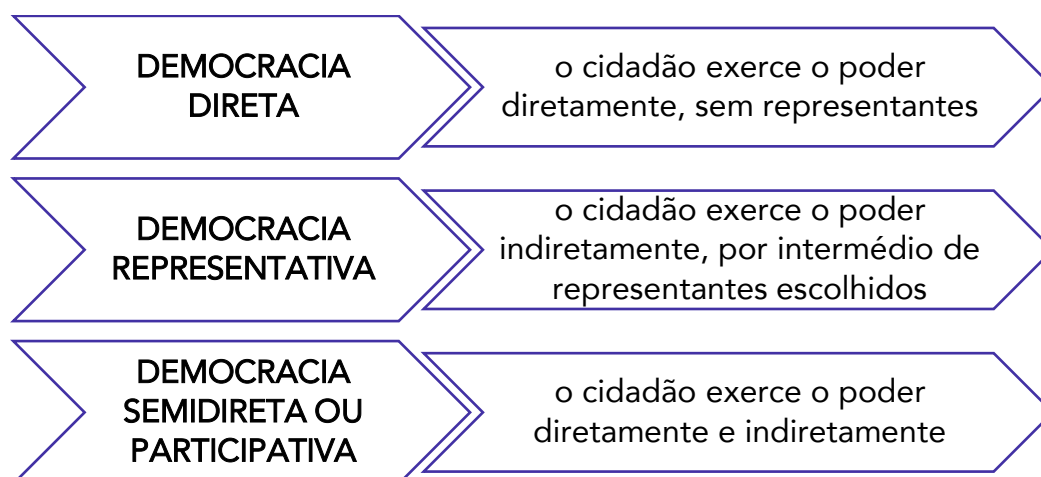 DEMOCRACIA
DIRETA
o cidadão exerce o poder
diretamente, sem representantes
DEMOCRACIA
REPRESENTATIVA
o cidadão exerce o poder
indiretamente, por intermédio de
representantes escolhidos
DEMOCRACIA
SEMIDIRETA OU
PARTICIPATIVA
o cidadão exerce o poder
diretamente e indiretamente